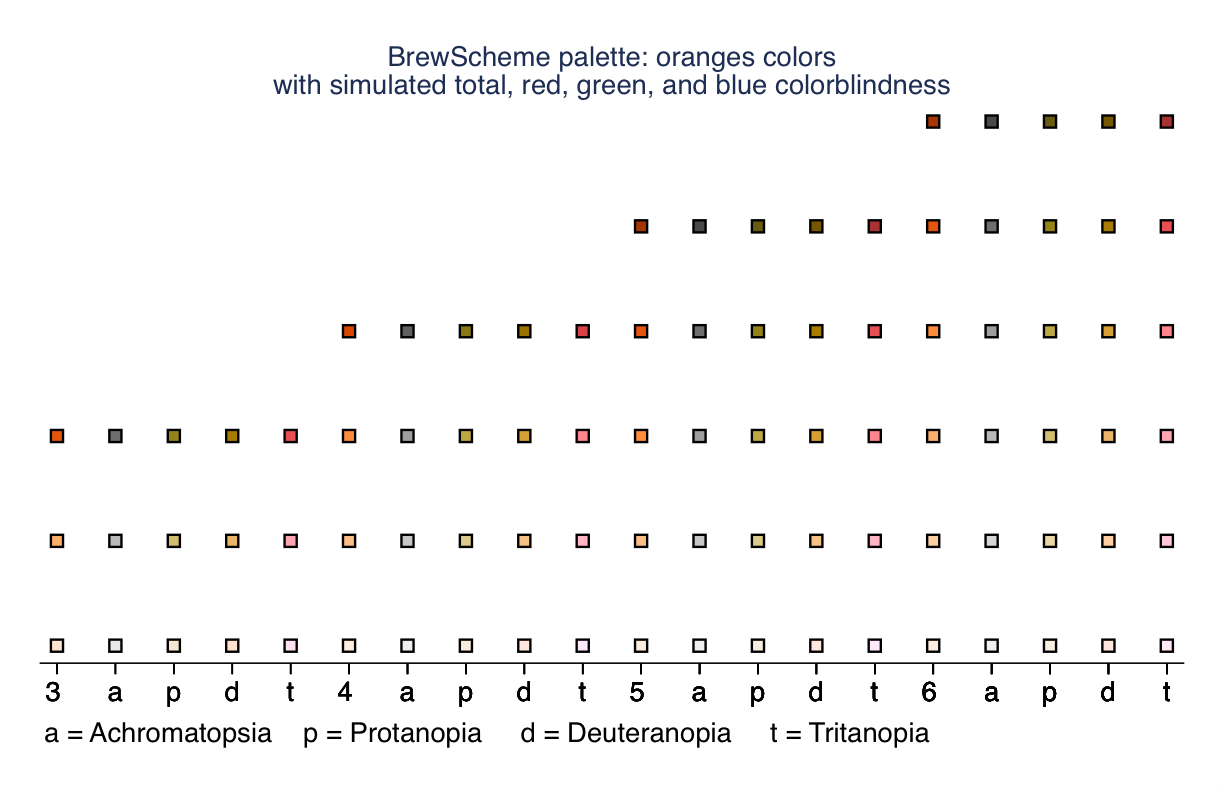 BrewScheme palette: oranges colors
with simulated total, red, green, and blue colorblindness
3 a p d t 4 a p d t 5 a p d t 6 a p d t
a = Achromatopsia p = Protanopia d = Deuteranopia t = Tritanopia